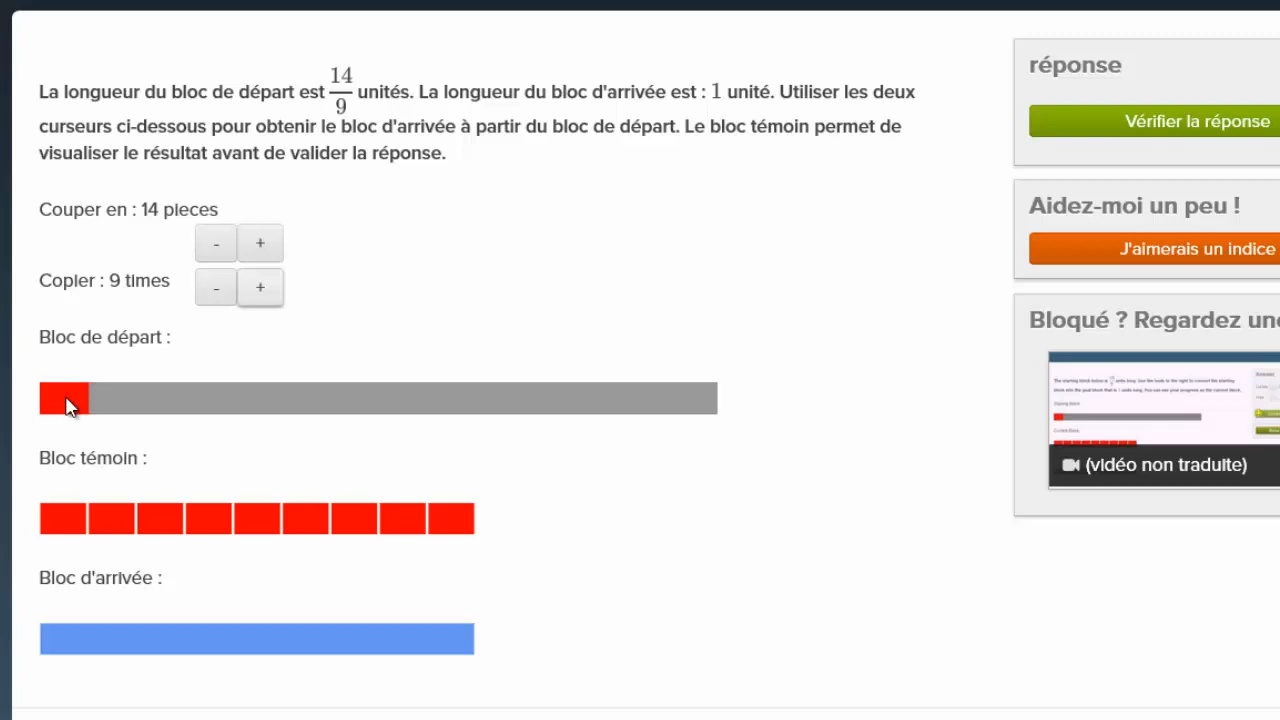 La longueur du bloc de départ est 14/9 unités. La longueur du bloc d'arrivée est : 1 unité. Utiliser les deux
curseurs ci-dessous pour obtenir le bloc d'arrivée à partir du bloc de départ. Le bloc témoin permet de
visualiser le résultat avant de valider la réponse.
Couper en : 14 pieces
- +
Copier : 9 times
- +
Bloc de départ :
Bloc témoin :
Bloc d'arrivée :
réponse
Vérifier la réponse
Aidez-moi un peu !
J'aimerais un indice
Bloqué ? Regardez une
(vidéo non traduite)